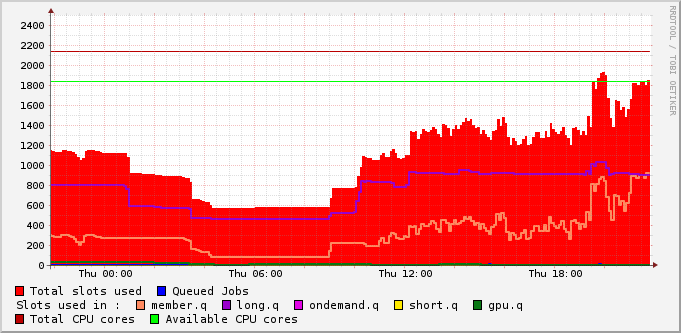 RRDTOOL / TOBI OETIKER
2400
2200
2000
1800
1600
1400
1200
1000
800
600
400
200
0
Thu 00:00 Thu 06:00 Thu 12:00 Thu 18:00
Total slots used Queued Jobs
Slots used in : member.q long.q ondemand.q short.q gpu.q
Total CPU cores Available CPU cores